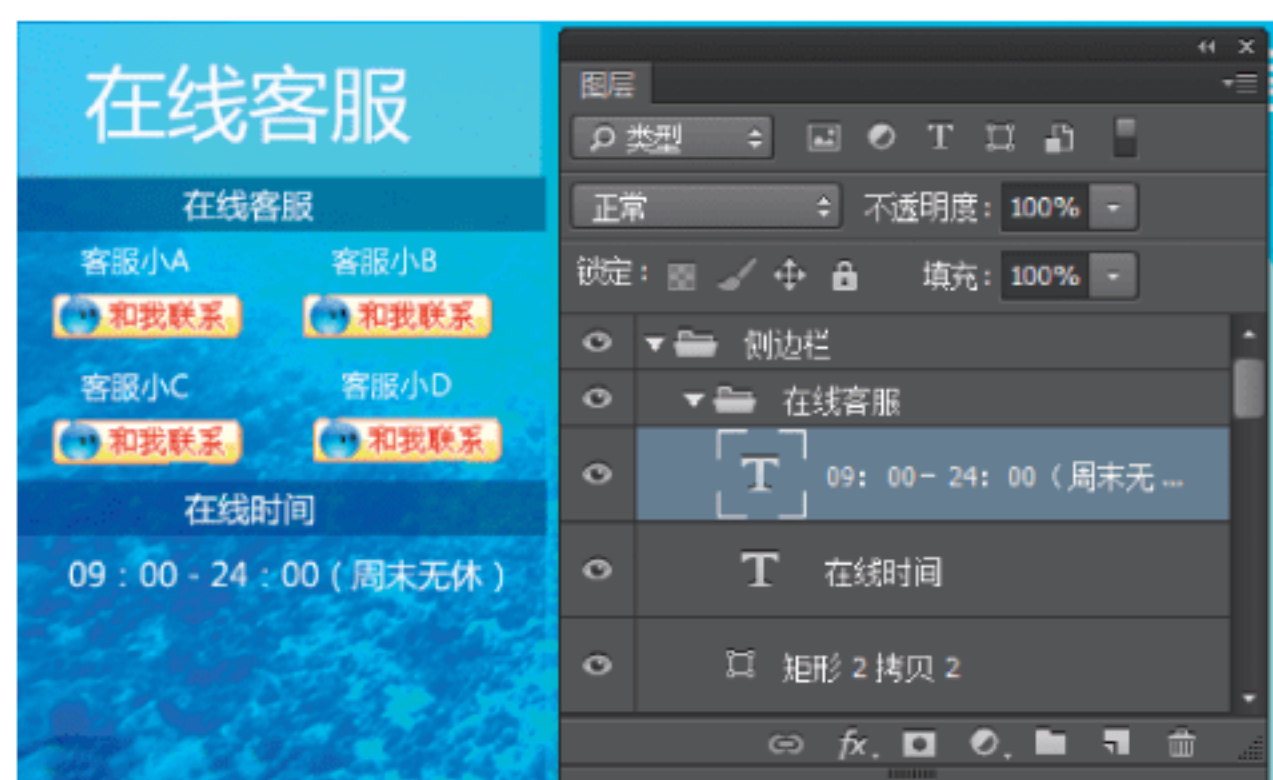 在线客服
在线客服
客服小A 客服小B
和我联系 和我联系
客服小C 客服小D
和我联系 和我联系
在线时间
09：00 - 24：00（周末无休）
图层
类型 T
正常 不透明度： 100%
锁定： 填充： 100%
侧边栏
在线客服
T 09：00- 24：00（周末无 ...
T 在线时间
矩形 2 拷贝 2
fx.